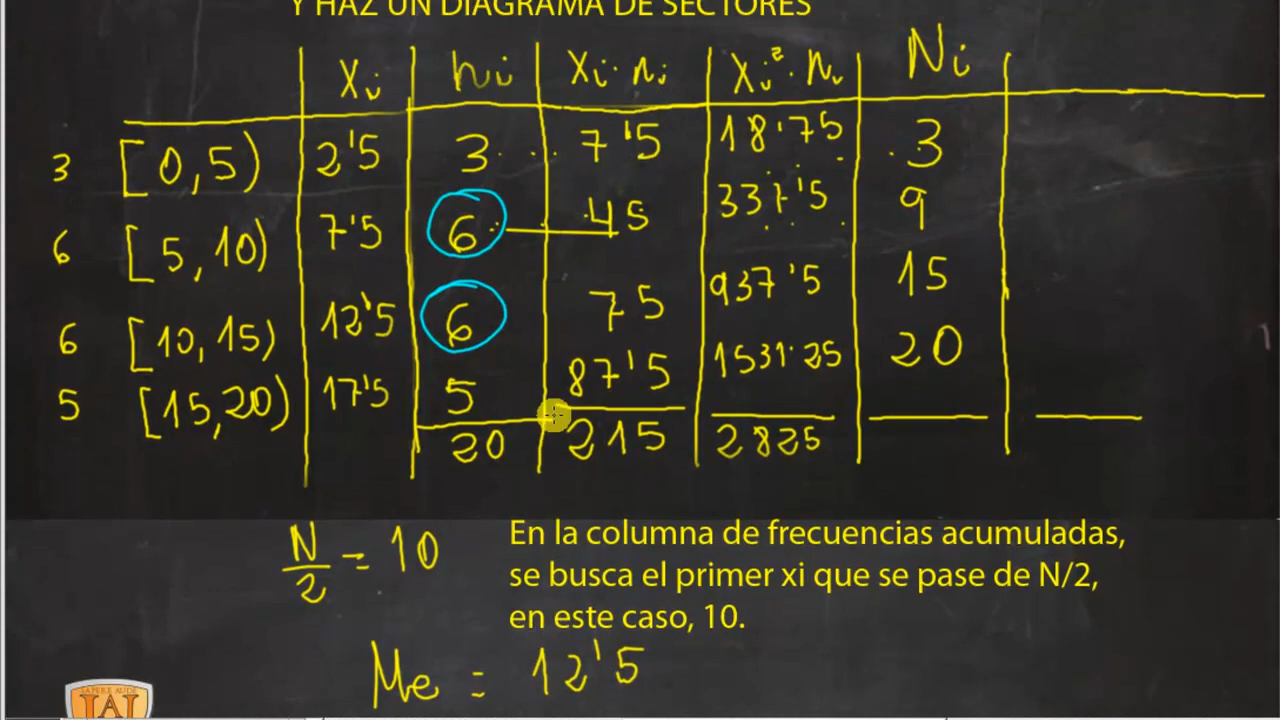 Y HAZ UN DIAGRAMA DE SECTORES
xi ni xi·ni xi²·ni Ni
3 [0,5) 2'5 3 7'5 18'75 3
6 [5,10) 7'5 6 45 337'5 9
6 [10,15) 12'5 6 75 937'5 15
5 [15,20) 17'5 5 87'5 1531'25 20
20 215 2825
N/2 = 10
En la columna de frecuencias acumuladas,
se busca el primer xi que se pase de N/2,
en este caso, 10.
Me = 12'5
SAPERE AUDE